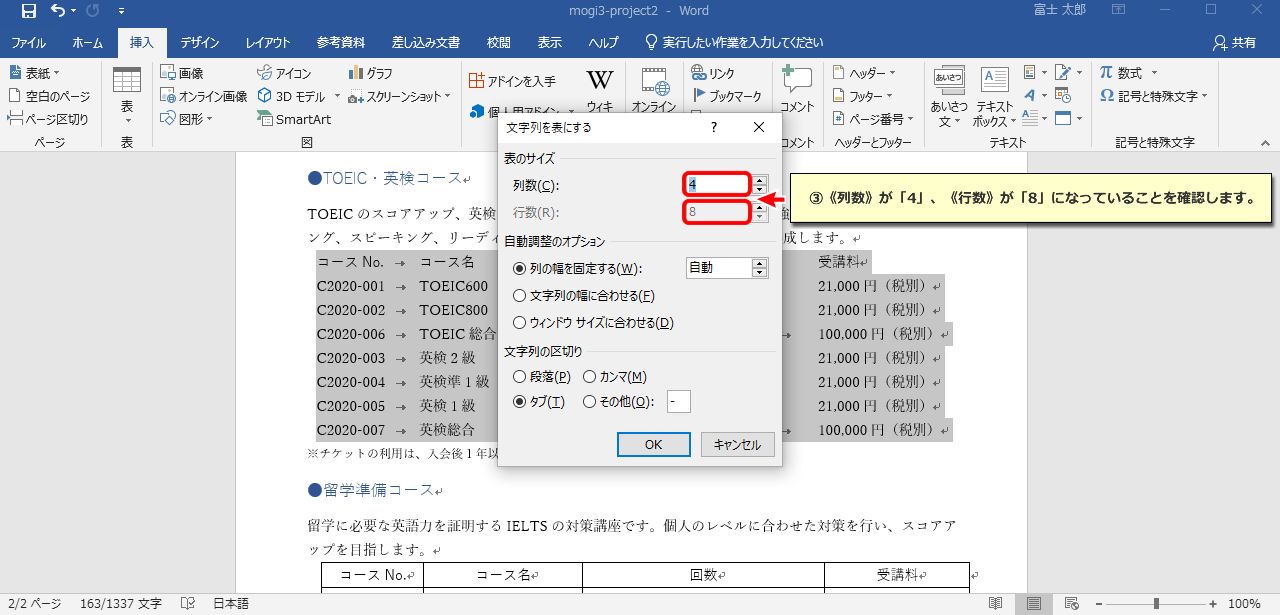 mogi3-project2 - Word
富士 太郎
ファイル ホーム 挿入 デザイン レイアウト 参考資料 差し込み文書 校閲 表示 ヘルプ 実行したい作業を入力してください 共有
表紙
空白のページ
ページ区切り
ページ
表
表
画像
オンライン画像
図形
アイコン
3D モデル
SmartArt
グラフ
スクリーンショット
図
アドインを入手
個人用アドイン
W
ウィキ
オンライン
リンク
ブックマーク
コメント
コメント
ヘッダー
フッター
ページ番号
ヘッダーとフッター
あいさつ
あいさつ
文
テキスト
ボックス
テキスト
π 数式
Ω 記号と特殊文字
記号と特殊文字
●TOEIC・英検コース
TOEIC のスコアアップ、英検
ング、スピーキング、リーディ
成します。
コース No. → コース名 受講料
C2020-001 → TOEIC600 21,000 円（税別）
C2020-002 → TOEIC800 21,000 円（税別）
C2020-006 → TOEIC 総合 → 100,000 円（税別）
C2020-003 → 英検 2 級 21,000 円（税別）
C2020-004 → 英検準 1 級 21,000 円（税別）
C2020-005 → 英検 1 級 21,000 円（税別）
C2020-007 → 英検総合 → 100,000 円（税別）
※チケットの利用は、入会後 1 年以
●留学準備コース
留学に必要な英語力を証明する IELTS の対策講座です。個人のレベルに合わせた対策を行い、スコアア
ップを目指します。
コース No. コース名 回数 受講料
文字列を表にする ?
表のサイズ
列数(C): 4
行数(R): 8
自動調整のオプション
列の幅を固定する(W): 自動
文字列の幅に合わせる(F)
ウィンドウ サイズに合わせる(D)
文字列の区切り
段落(P) カンマ(M)
タブ(T) その他(O): -
OK キャンセル
③《列数》が「4」、《行数》が「8」になっていることを確認します。
2/2 ページ 163/1337 文字 日本語 100%